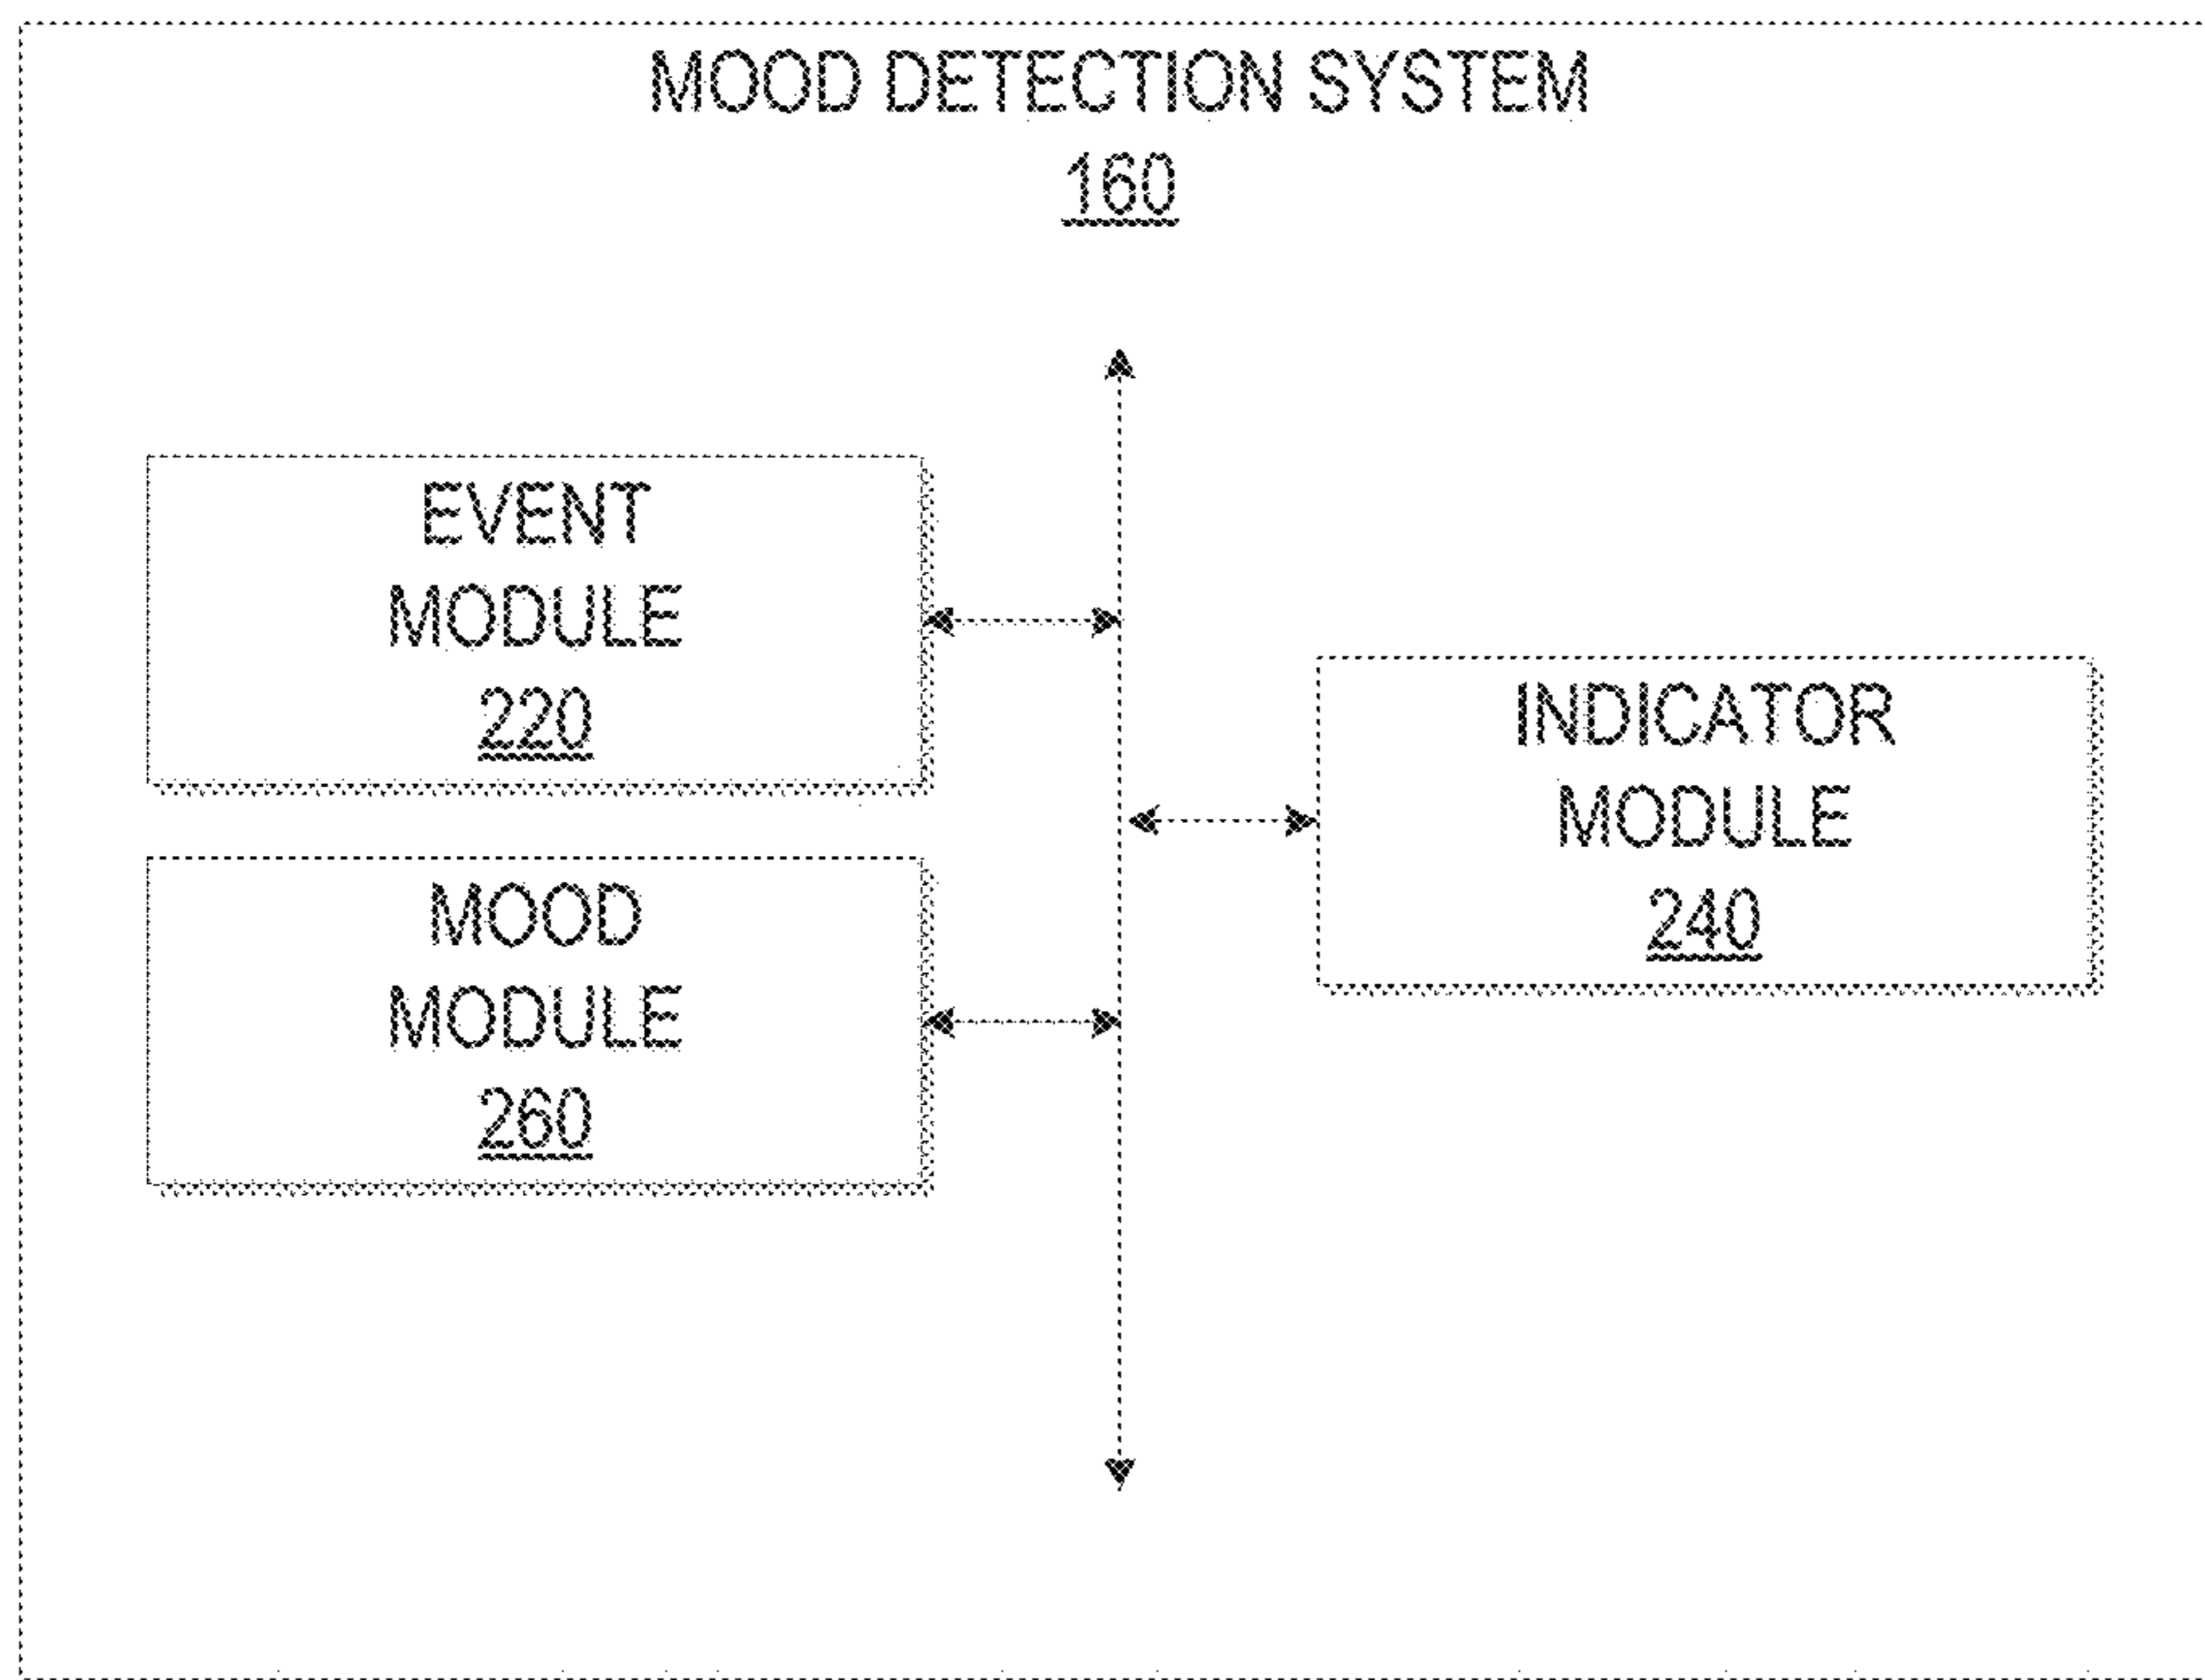 MOOD DETECTION SYSTEM
160
EVENT
MODULE
220
INDICATOR
MODULE
240
MOOD
MODULE
260